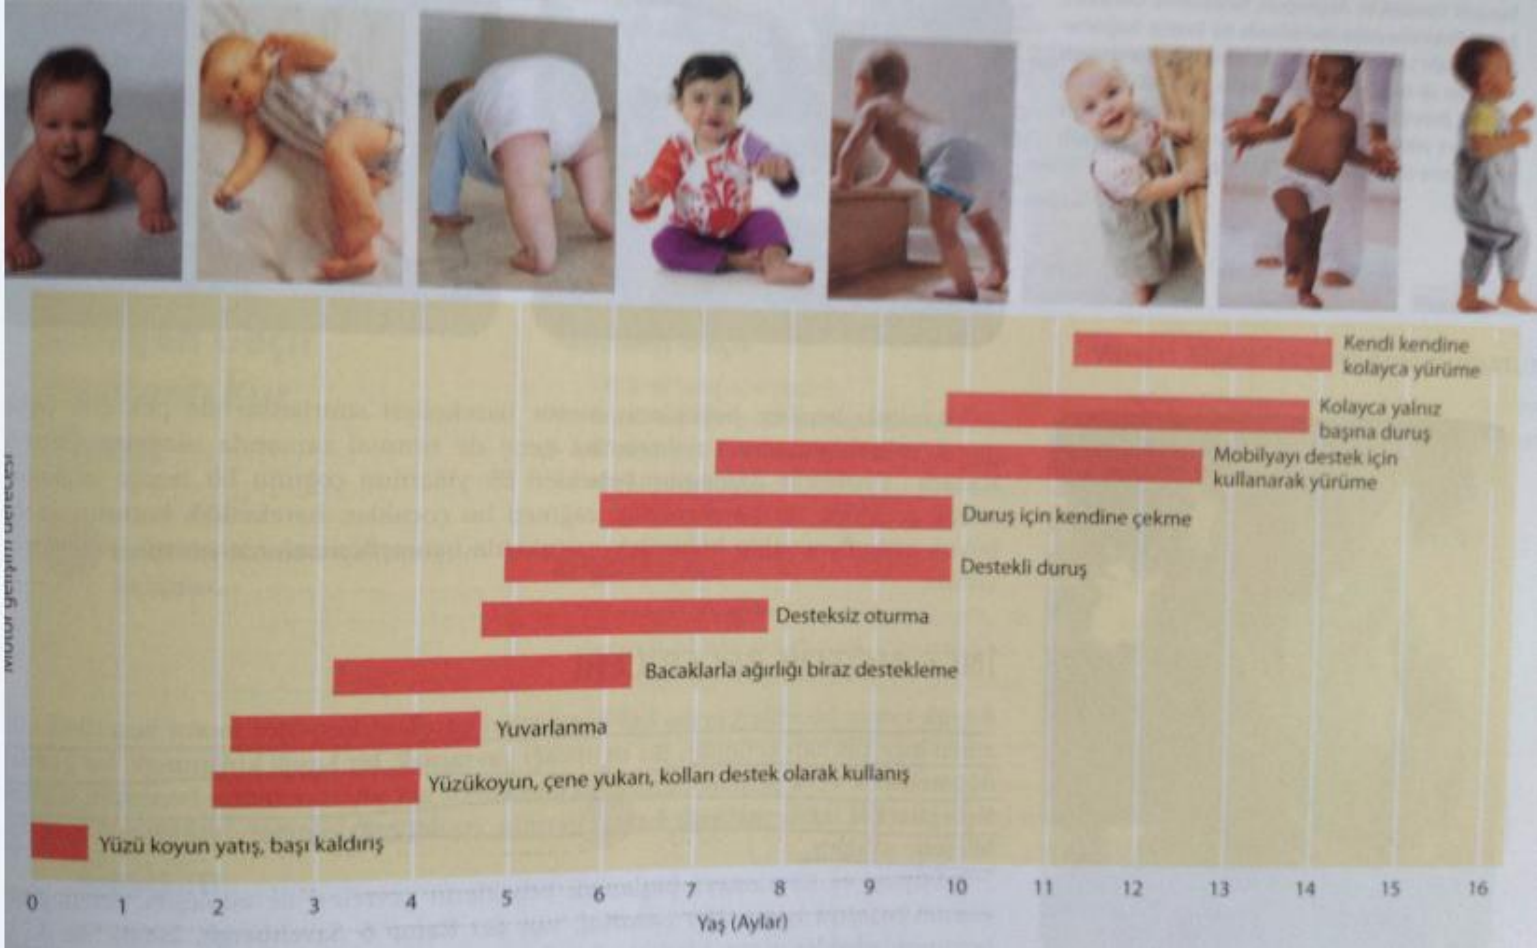 Kendi kendine
kolayca yürüme
Kolayca yalnız
başına duruş
Mobilyayı destek için
kullanarak yürüme
Duruş için kendine çekme
Destekli duruş
Desteksiz oturma
Bacaklarla ağırlığı biraz destekleme
Yuvarlanma
Yüzükoyun, çene yukarı, kolları destek olarak kullanış
Yüzü koyun yatış, başı kaldırış
Motor gelişim derecesi
0 1 2 3 4 5 6 7 8 9 10 11 12 13 14 15 16
Yaş (Aylar)